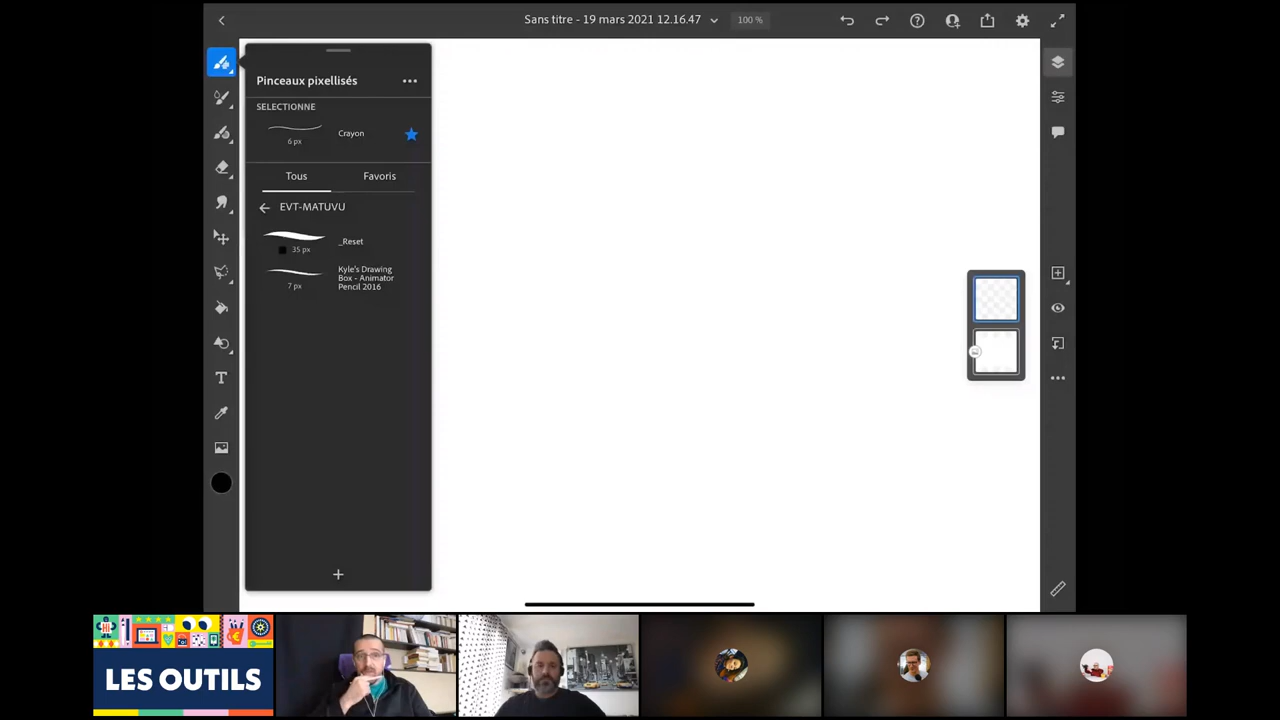 Sans titre - 19 mars 2021 12.16.47
100 %
Pinceaux pixellisés
SELECTIONNE
Crayon
6 px
Tous
Favoris
EVT-MATUVU
_Reset
35 px
Kyle's Drawing
Box - Animator
Pencil 2016
7 px
LES OUTILS